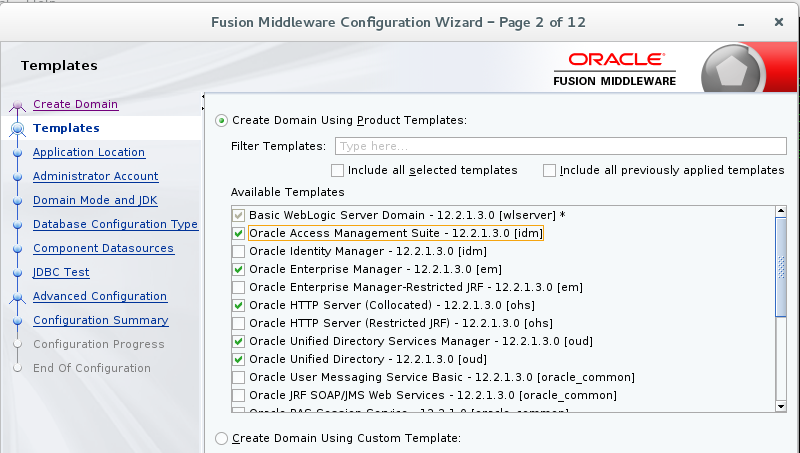 Fusion Middleware Configuration Wizard – Page 2 of 12
Templates
ORACLE
FUSION MIDDLEWARE
Create Domain
Templates
Application Location
Administrator Account
Domain Mode and JDK
Database Configuration Type
Component Datasources
JDBC Test
Advanced Configuration
Configuration Summary
Configuration Progress
End Of Configuration
Create Domain Using Product Templates:
Filter Templates: Type here...
Include all selected templates Include all previously applied templates
Available Templates
Basic WebLogic Server Domain - 12.2.1.3.0 [wlserver] *
Oracle Access Management Suite - 12.2.1.3.0 [idm]
Oracle Identity Manager - 12.2.1.3.0 [idm]
Oracle Enterprise Manager - 12.2.1.3.0 [em]
Oracle Enterprise Manager-Restricted JRF - 12.2.1.3.0 [em]
Oracle HTTP Server (Collocated) - 12.2.1.3.0 [ohs]
Oracle HTTP Server (Restricted JRF) - 12.2.1.3.0 [ohs]
Oracle Unified Directory Services Manager - 12.2.1.3.0 [oud]
Oracle Unified Directory - 12.2.1.3.0 [oud]
Oracle User Messaging Service Basic - 12.2.1.3.0 [oracle_common]
Oracle JRF SOAP/JMS Web Services - 12.2.1.3.0 [oracle_common]
Create Domain Using Custom Template: